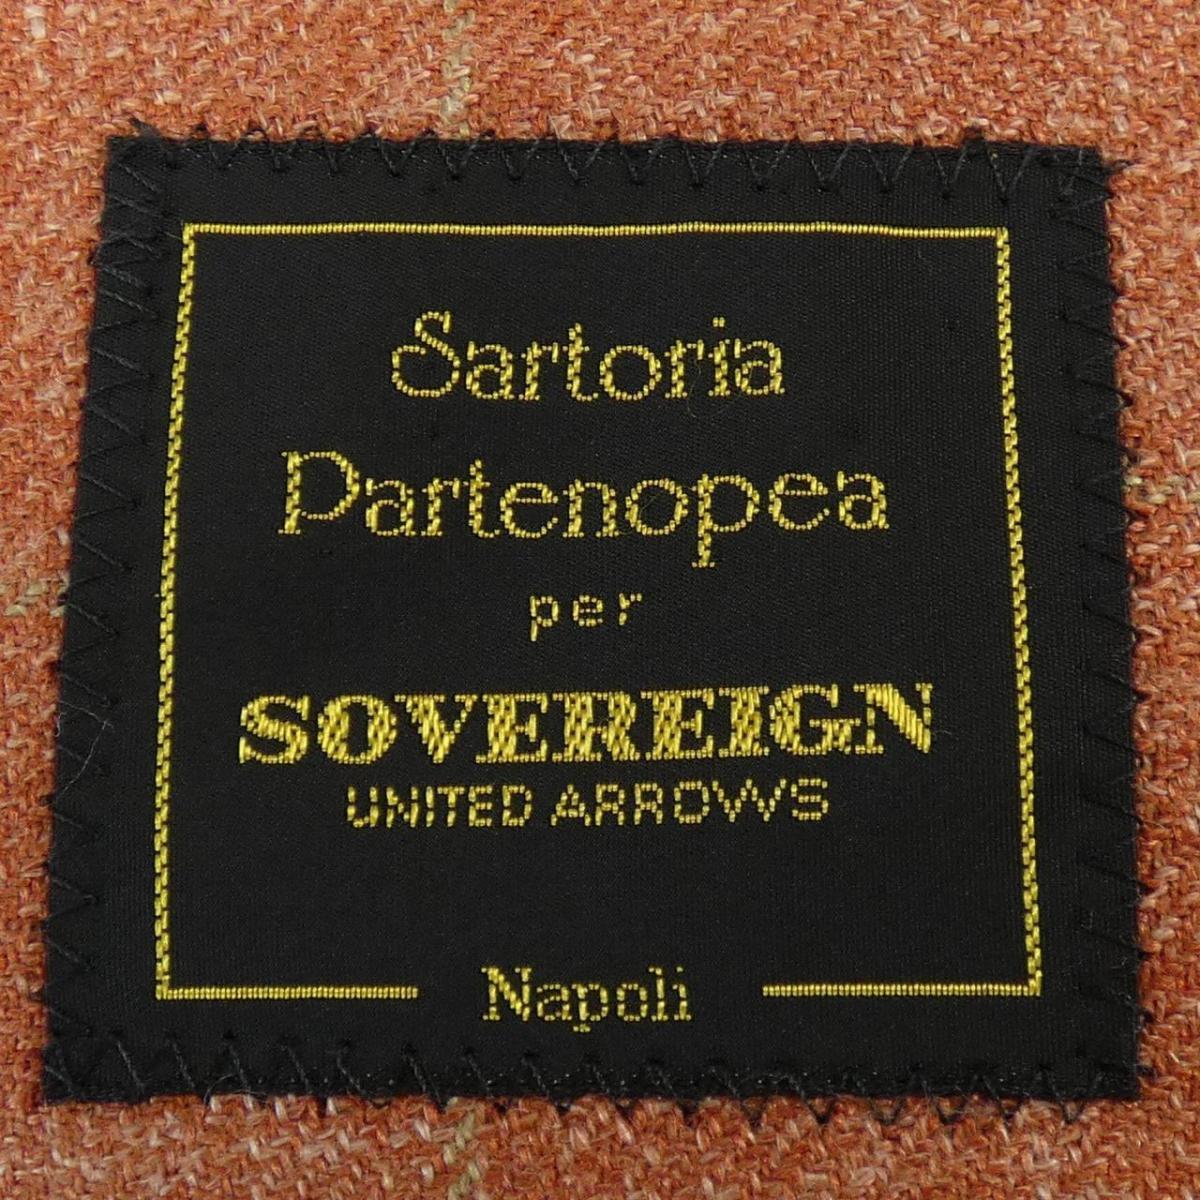 Sartoria
Partenopea
per
SOVEREIGN
UNITED ARROWS
Napoli